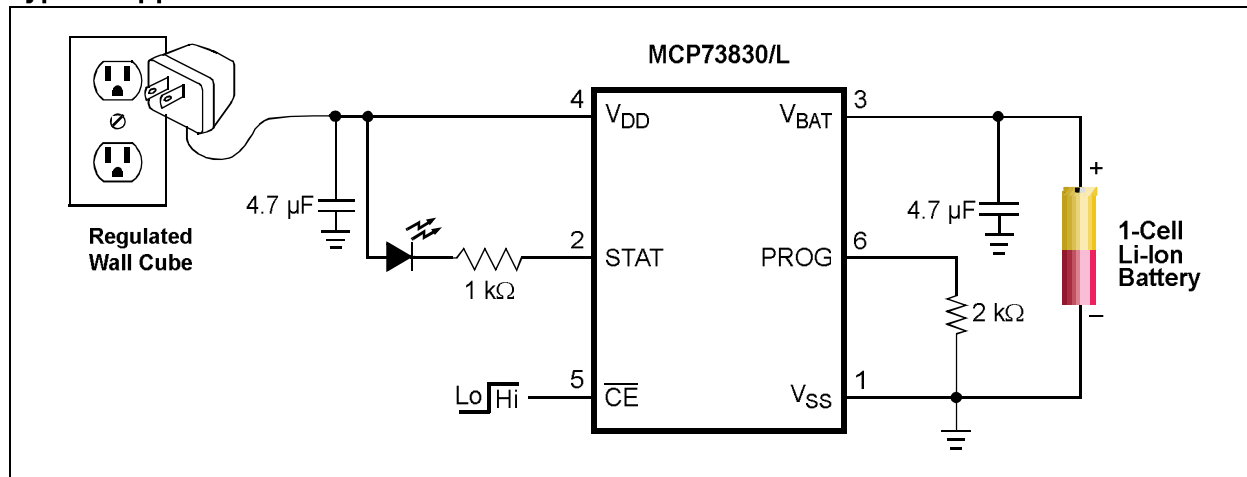 MCP73830/L
4
V_DD
V_BAT
3
4.7 µF
Regulated
Wall Cube
2
STAT
1 kΩ
4.7 µF
6
PROG
2 kΩ
+
1-Cell
Li-Ion
Battery
–
Lo Hi
5
C̅E̅
V_SS
1